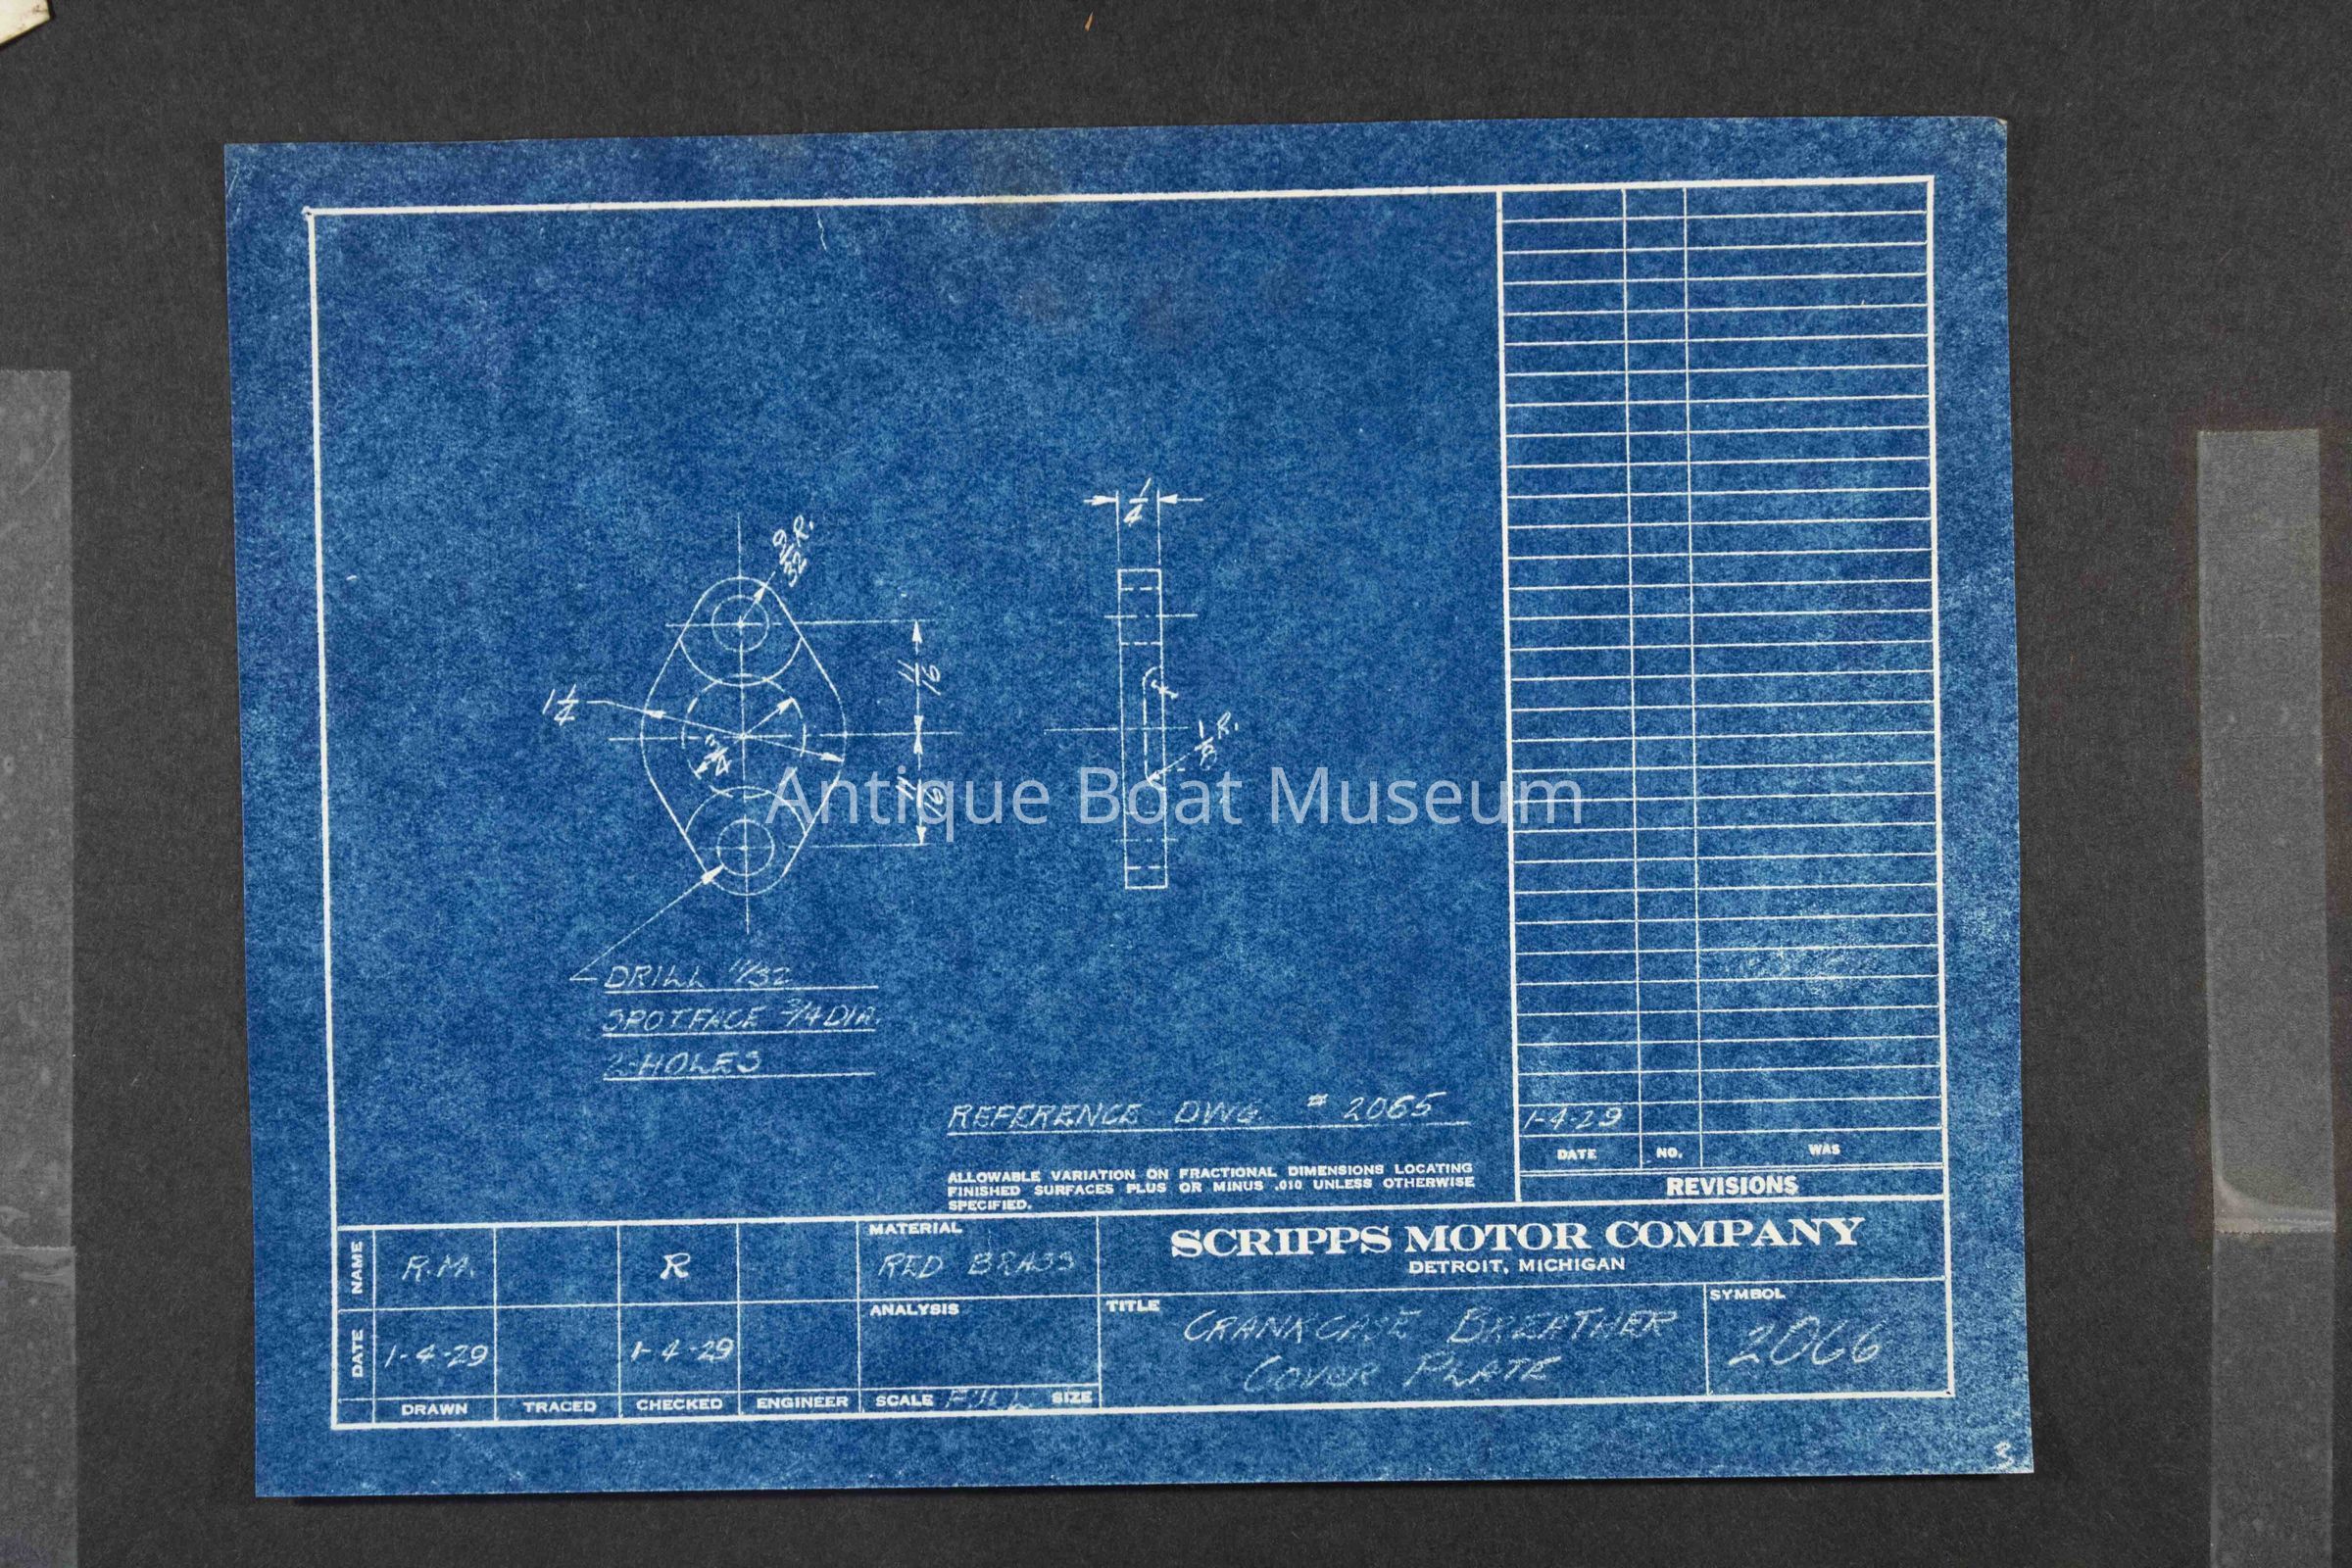 1/4
9/32 R.
11/16
1 1/4
3/4
f
1/8 R.
11/16
Antique Boat Museum
DRILL 11/32
SPOTFACE 3/4 DIA.
2-HOLES
REFERENCE DWG. # 2065
ALLOWABLE VARIATION ON FRACTIONAL DIMENSIONS LOCATING
FINISHED SURFACES PLUS OR MINUS .010 UNLESS OTHERWISE
SPECIFIED.
1-4-29
DATE NO. WAS
REVISIONS
NAME R.M. R
MATERIAL
RED BRASS
SCRIPPS MOTOR COMPANY
DETROIT, MICHIGAN
DATE 1-4-29 1-4-29
ANALYSIS
TITLE
CRANKCASE BREATHER
COVER PLATE
SYMBOL
2066
DRAWN TRACED CHECKED ENGINEER SCALE FULL SIZE
3